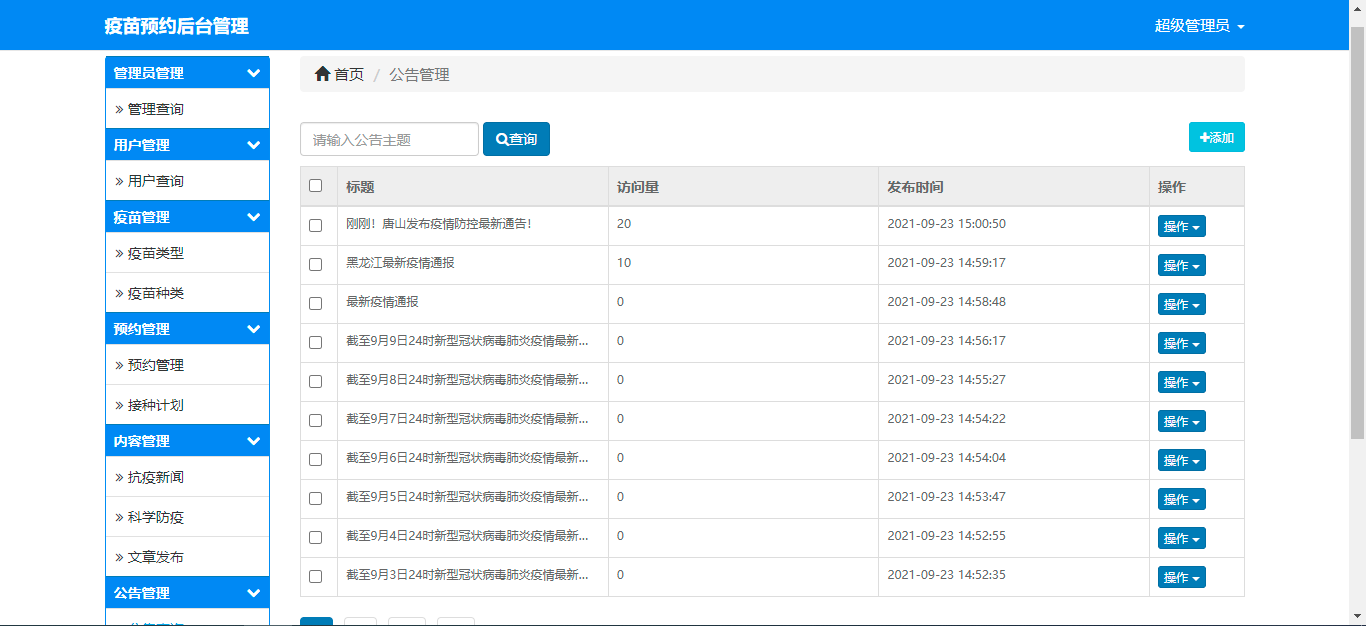 疫苗预约后台管理
超级管理员
管理员管理
» 管理查询
用户管理
» 用户查询
疫苗管理
» 疫苗类型
» 疫苗种类
预约管理
» 预约管理
» 接种计划
内容管理
» 抗疫新闻
» 科学防疫
» 文章发布
公告管理
首页 / 公告管理
请输入公告主题 查询 添加
标题 访问量 发布时间 操作
刚刚！唐山发布疫情防控最新通告! 20 2021-09-23 15:00:50 操作
黑龙江最新疫情通报 10 2021-09-23 14:59:17 操作
最新疫情通报 0 2021-09-23 14:58:48 操作
截至9月9日24时新型冠状病毒肺炎疫情最新... 0 2021-09-23 14:56:17 操作
截至9月8日24时新型冠状病毒肺炎疫情最新... 0 2021-09-23 14:55:27 操作
截至9月7日24时新型冠状病毒肺炎疫情最新... 0 2021-09-23 14:54:22 操作
截至9月6日24时新型冠状病毒肺炎疫情最新... 0 2021-09-23 14:54:04 操作
截至9月5日24时新型冠状病毒肺炎疫情最新... 0 2021-09-23 14:53:47 操作
截至9月4日24时新型冠状病毒肺炎疫情最新... 0 2021-09-23 14:52:55 操作
截至9月3日24时新型冠状病毒肺炎疫情最新... 0 2021-09-23 14:52:35 操作